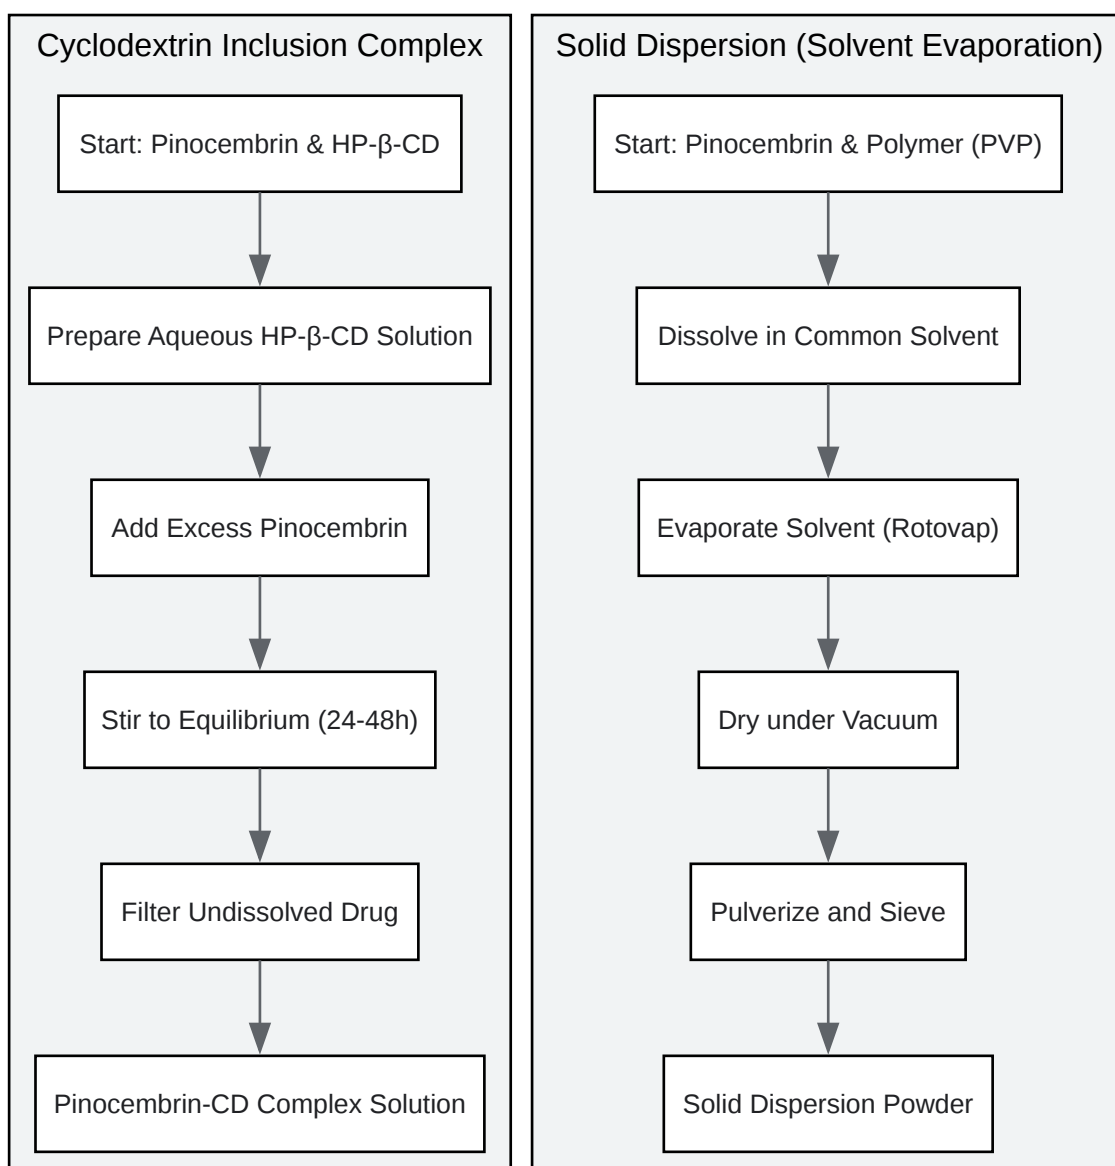 Cyclodextrin Inclusion Complex
Start: Pinocembrin & HP-β-CD
Prepare Aqueous HP-β-CD Solution
Add Excess Pinocembrin
Stir to Equilibrium (24-48h)
Filter Undissolved Drug
Pinocembrin-CD Complex Solution
Solid Dispersion (Solvent Evaporation)
Start: Pinocembrin & Polymer (PVP)
Dissolve in Common Solvent
Evaporate Solvent (Rotovap)
Dry under Vacuum
Pulverize and Sieve
Solid Dispersion Powder